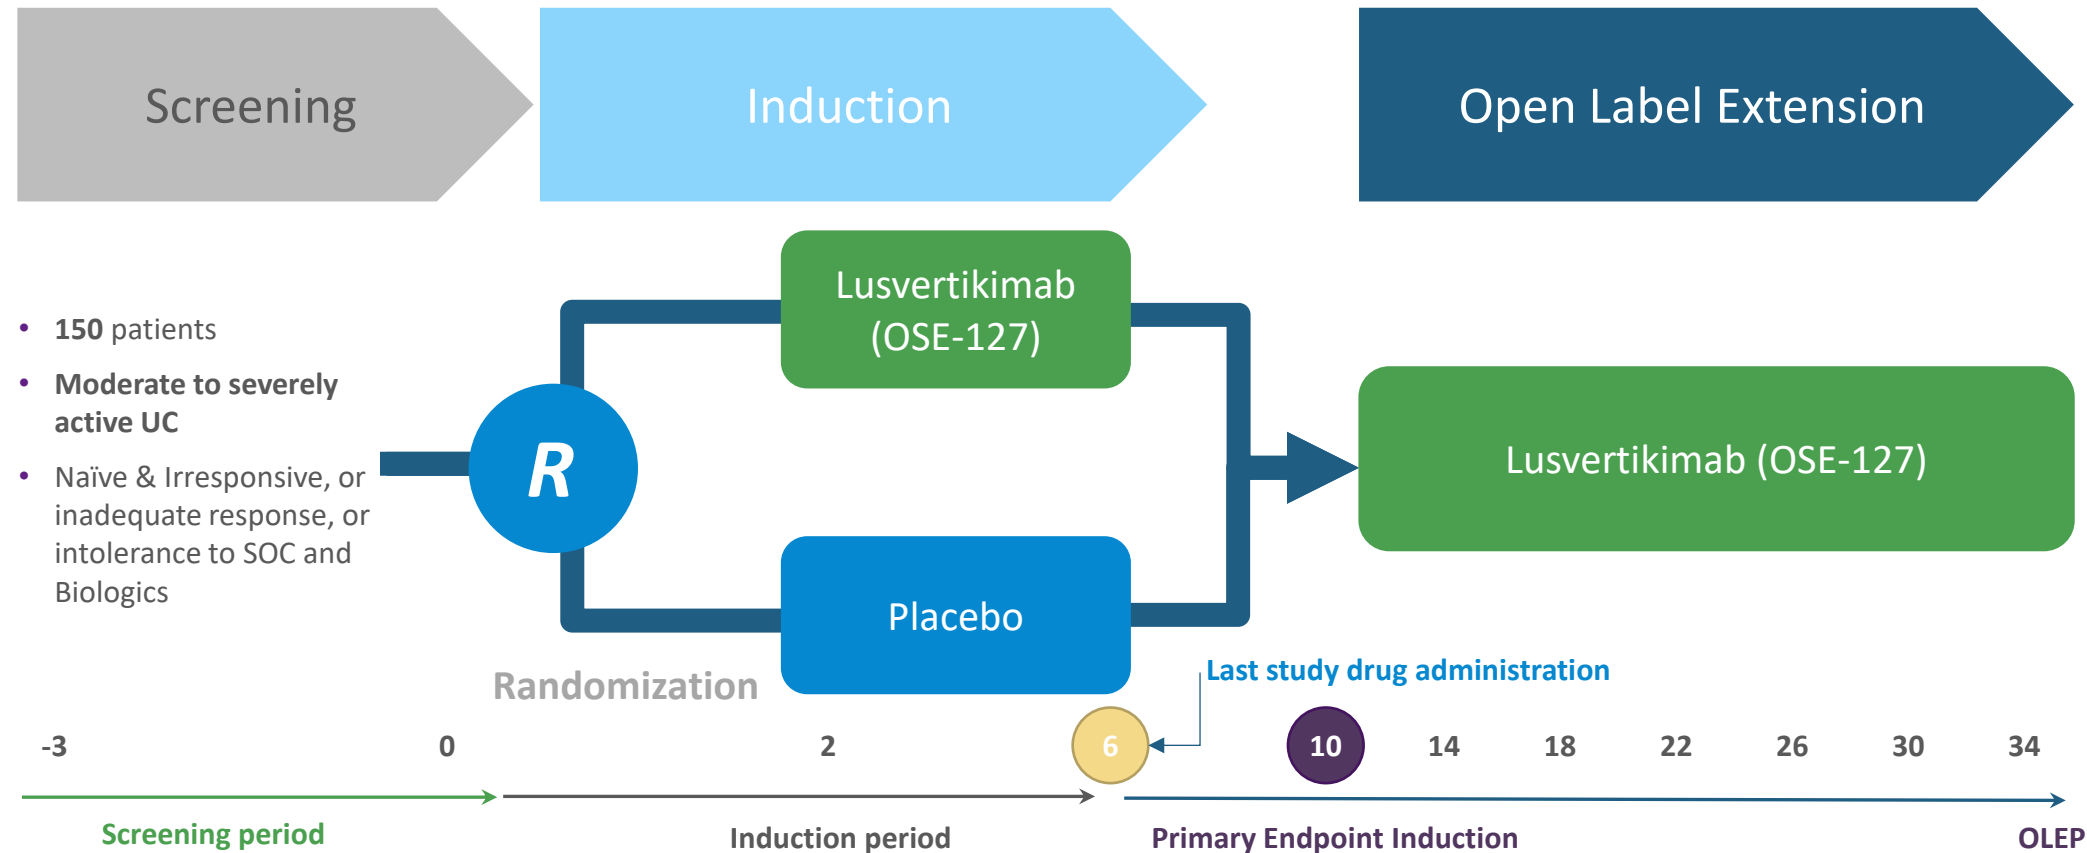 Screening
Induction
Open Label Extension
• 150 patients
• Moderate to severely
active UC
• Naïve & Irresponsive, or
inadequate response, or
intolerance to SOC and
Biologics
R
Lusvertikimab
(OSE-127)
Placebo
Lusvertikimab (OSE-127)
Randomization
Last study drug administration
-3 0 2 6 10 14 18 22 26 30 34
Screening period
Induction period
Primary Endpoint Induction
OLEP